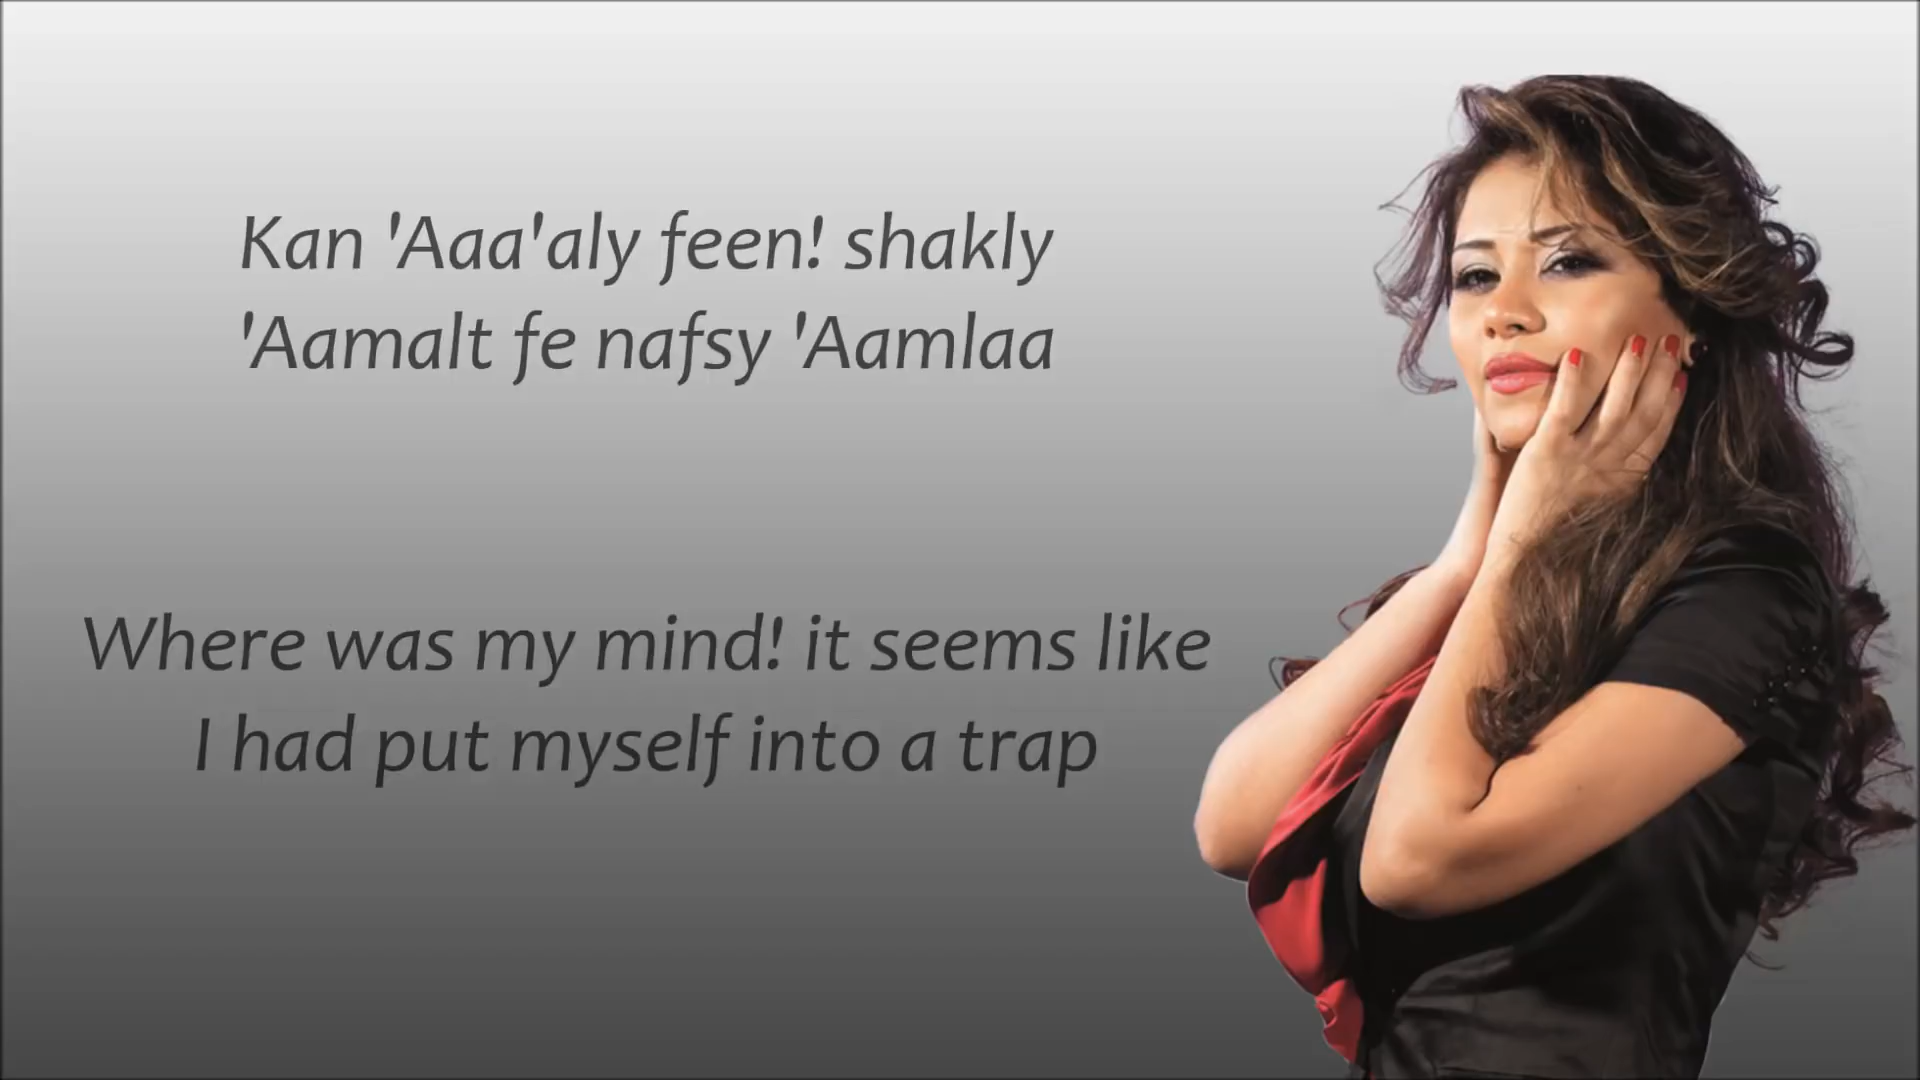 Kan 'Aaa'aly feen! shakly
'Aamalt fe nafsy 'Aamlaa
Where was my mind! it seems like
I had put myself into a trap